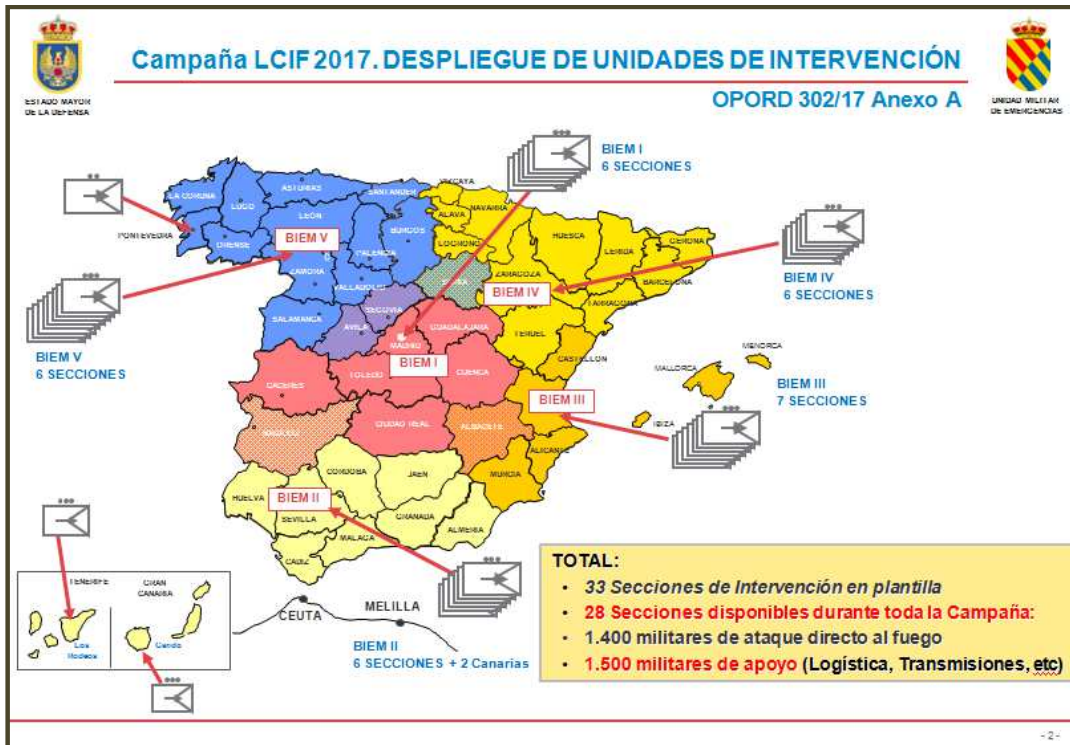 Campaña LCIF 2017. DESPLIEGUE DE UNIDADES DE INTERVENCIÓN
OPORD 302/17 Anexo A
ESTADO MAYOR
DE LA DEFENSA
UNIDAD MILITAR
DE EMERGENCIAS
BIEM I
6 SECCIONES
BIEM IV
6 SECCIONES
BIEM V
6 SECCIONES
BIEM III
7 SECCIONES
LA CORUÑA
LUGO
ASTURIAS
SANTANDER
VIZCAYA
ALAVA
NAVARRA
PONTEVEDRA
ORENSE
LEÓN
BIEM V
PALENCIA
BURGOS
LOGROÑO
HUESCA
LERIDA
GERONA
BARCELONA
ZAMORA
VALLADOLID
SORIA
ZARAGOZA
BIEM IV
TARRAGONA
SALAMANCA
SEGOVIA
AVILA
MADRID
GUADALAJARA
TERUEL
CASTELLON
BIEM I
CACERES
TOLEDO
CUENCA
BIEM III
MENORCA
MALLORCA
IBIZA
BADAJOZ
CIUDAD REAL
ALBACETE
ALICANTE
MURCIA
HUELVA
BIEM II
SEVILLA
CORDOBA
JAEN
GRANADA
ALMERIA
MALAGA
CADIZ
TENERIFE
GRAN
CANARIA
Los
Rodeos
Gando
CEUTA
MELILLA
BIEM II
6 SECCIONES + 2 Canarias
TOTAL:
• 33 Secciones de Intervención en plantilla
• 28 Secciones disponibles durante toda la Campaña:
• 1.400 militares de ataque directo al fuego
• 1.500 militares de apoyo (Logística, Transmisiones, etc)
- 2 -